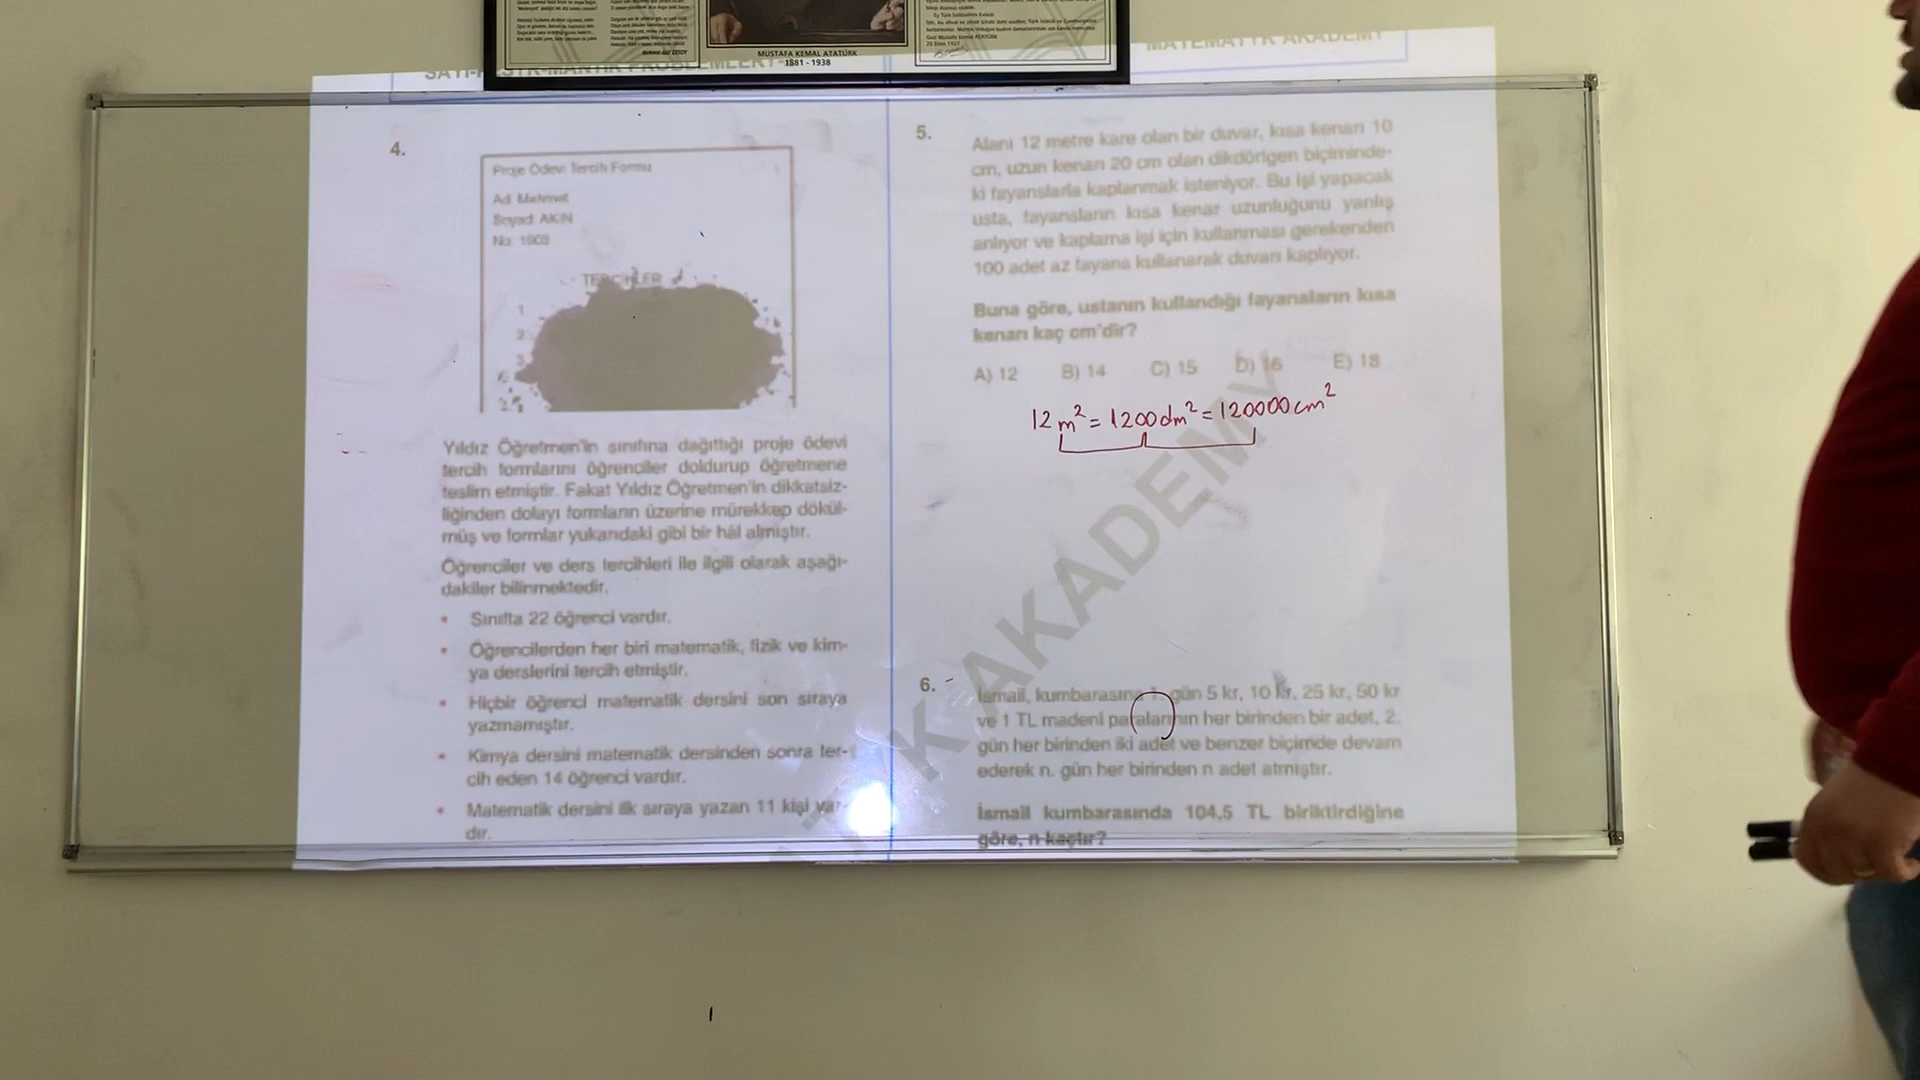 MUSTAFA KEMAL ATATÜRK
1881 - 1938
MATEMATİK AKADEMY
4.
Proje Ödevi Tercih Formu
Ad: Mehmet
Soyad: AKIN
No: 1903
TERCİHLER
1
2
3
Yıldız Öğretmen'in sınıfına dağıttığı proje ödevi
tercih formlarını öğrenciler doldurup öğretmene
teslim etmiştir. Fakat Yıldız Öğretmen'in dikkatsiz-
liğinden dolayı formların üzerine mürekkep dökül-
müş ve formlar yukarıdaki gibi bir hâl almıştır.
Öğrenciler ve ders tercihleri ile ilgili olarak aşağı-
dakiler bilinmektedir.
• Sınıfta 22 öğrenci vardır.
• Öğrencilerden her biri matematik, fizik ve kim-
ya derslerini tercih etmiştir.
• Hiçbir öğrenci matematik dersini son sıraya
yazmamıştır.
• Kimya dersini matematik dersinden sonra ter-
cih eden 14 öğrenci vardır.
• Matematik dersini ilk sıraya yazan 11 kişi var-
dır.
5.
Alanı 12 metre kare olan bir duvar, kısa kenarı 10
cm, uzun kenarı 20 cm olan dikdörtgen biçiminde-
ki fayanslarla kaplanmak isteniyor. Bu işi yapacak
usta, fayansların kısa kenar uzunluğunu yanlış
anlıyor ve kaplama işi için kullanması gerekenden
100 adet az fayans kullanarak duvarı kaplıyor.
Buna göre, ustanın kullandığı fayansların kısa
kenarı kaç cm'dir?
A) 12 B) 14 C) 15 D) 16 E) 18
12 m² = 1200 dm² = 120000 cm²
K AKADEMY
6.
İsmail, kumbarasına 1. gün 5 kr, 10 kr, 25 kr, 50 kr
ve 1 TL madeni paralarının her birinden bir adet, 2.
gün her birinden iki adet ve benzer biçimde devam
ederek n. gün her birinden n adet atmıştır.
İsmail kumbarasında 104,5 TL biriktirdiğine
göre, n kaçtır?